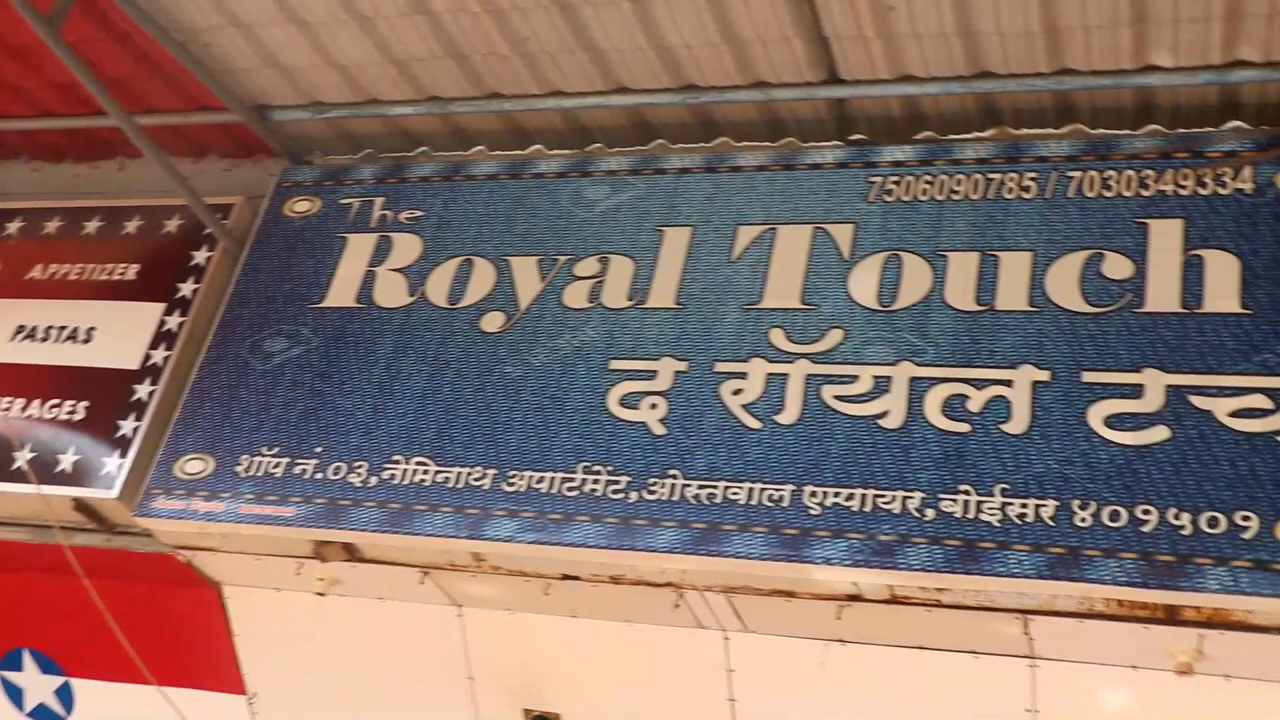 APPETIZER
PASTAS
ERAGES
7506090785 / 7030349334
The
Royal Touch
द रॉयल टच
शॉप नं.०३,नेमिनाथ अपार्टमेंट,ओस्तवाल एम्पायर,बोईसर ४०१५०१